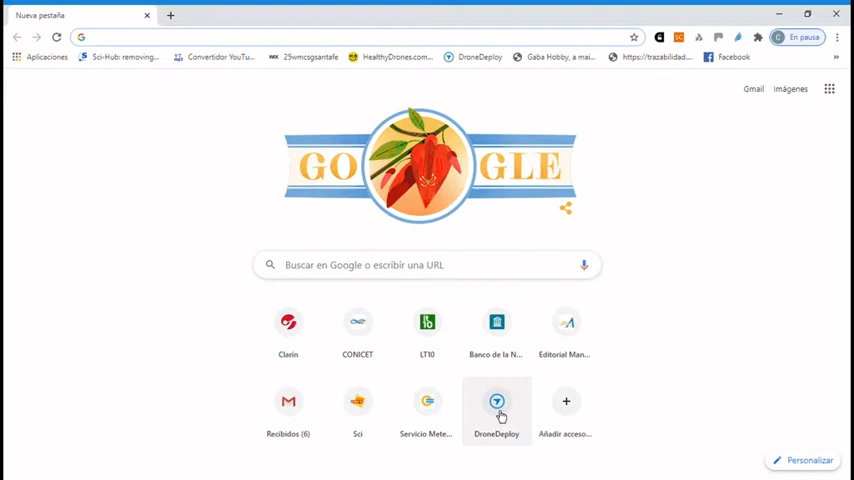 Nueva pestaña
En pausa
Aplicaciones
Sci-Hub: removing...
Convertidor YouTu...
WIX 25wmcsgsantafe
HealthyDrones.com...
DroneDeploy
Gaba Hobby, a mai...
https://trazabilidad...
Facebook
Gmail Imágenes
GO GLE
Buscar en Google o escribir una URL
Clarín CONICET LT10 Banco de la N... Editorial Man...
Recibidos (6) Sci Servicio Mete... DroneDeploy Añadir acceso...
Personalizar